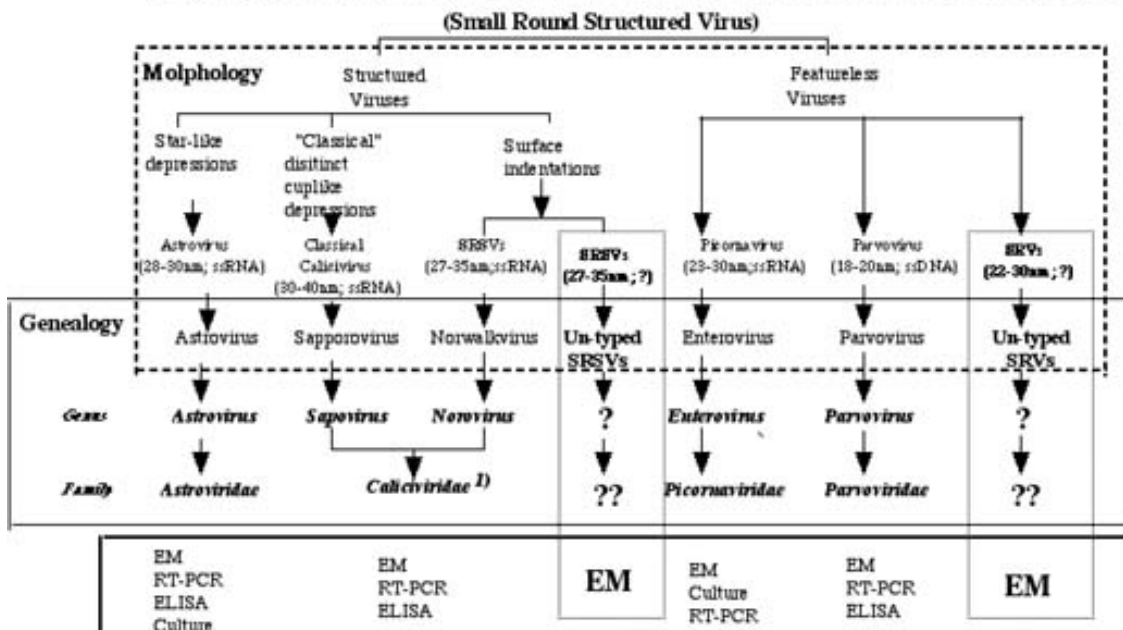 (Small Round Structured Virus)
Molphology
Structured
Viruses
Featureless
Viruses
Star-like
depressions
"Classical"
disitinct
cuplike
depressions
Surface
indentations
Astrovirus
(28-30nm; ssRNA)
Classical
Calicivirus
(30-40nm; ssRNA)
SRSVs
(27-35nm;ssRNA)
SRSVs
(27-35nm; ?)
Picornavirus
(23-30nm;ssRNA)
Parvovirus
(18-20nm; ssDNA)
SRVs
(22-30nm; ?)
Genealogy
Astrovirus
Sapporovirus
Norwalkvirus
Un-typed
SRSVs
Enterovirus
Parvovirus
Un-typed
SRVs
Genus
Astrovirus
Sapovirus
Norovirus
?
Enterovirus
Parvovirus
?
Family
Astroviridae
Caliciviridae 1)
??
Picornaviridae
Parvoviridae
??
EM
RT-PCR
ELISA
Culture
EM
RT-PCR
ELISA
EM
EM
Culture
RT-PCR
EM
RT-PCR
ELISA
EM